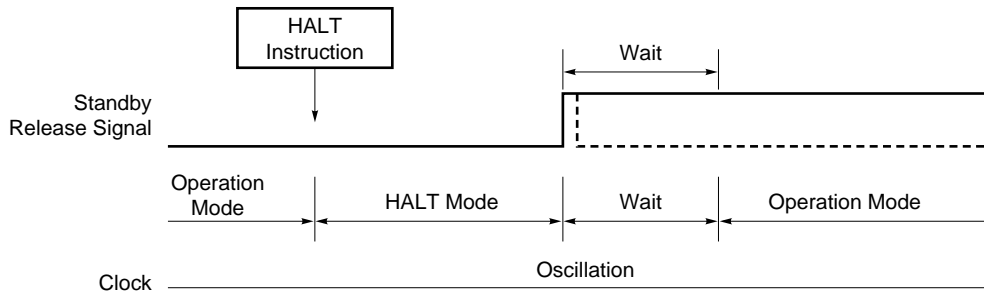 HALT
Instruction
Wait
Standby
Release Signal
Operation
Mode
HALT Mode
Wait
Operation Mode
Oscillation
Clock